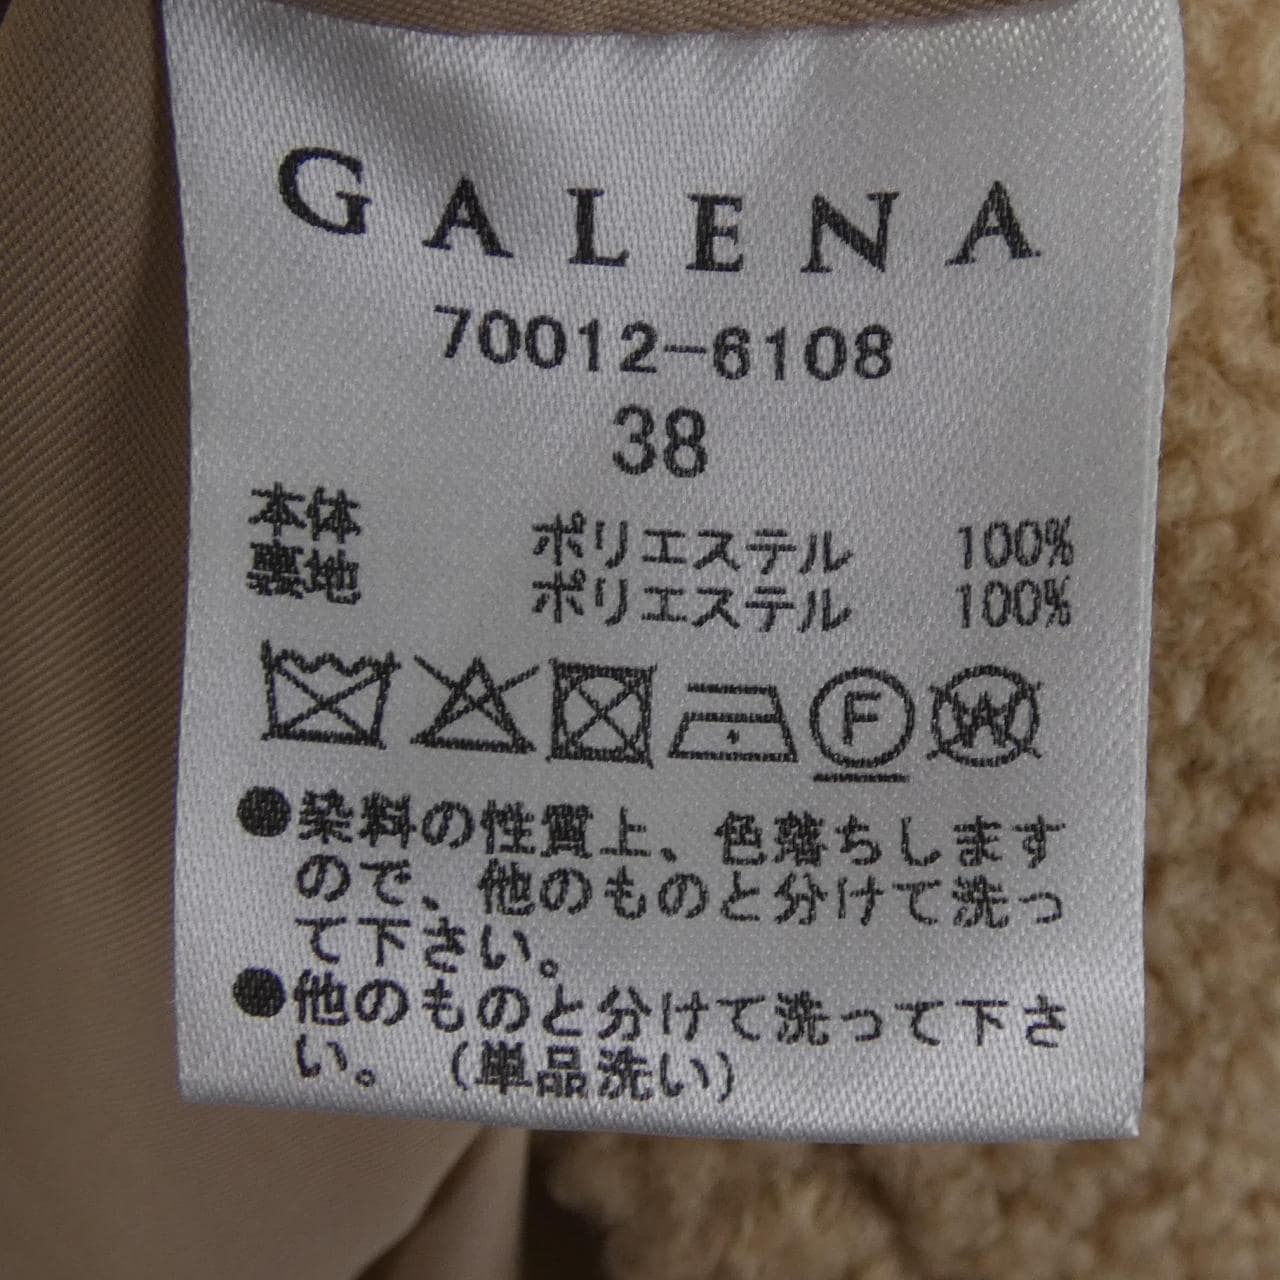 GALENA
70012-6108
38
本体 ポリエステル 100%
裏地 ポリエステル 100%
F W
●染料の性質上、色落ちします
ので、他のものと分けて洗っ
て下さい。
●他のものと分けて洗って下さ
い。（単品洗い）